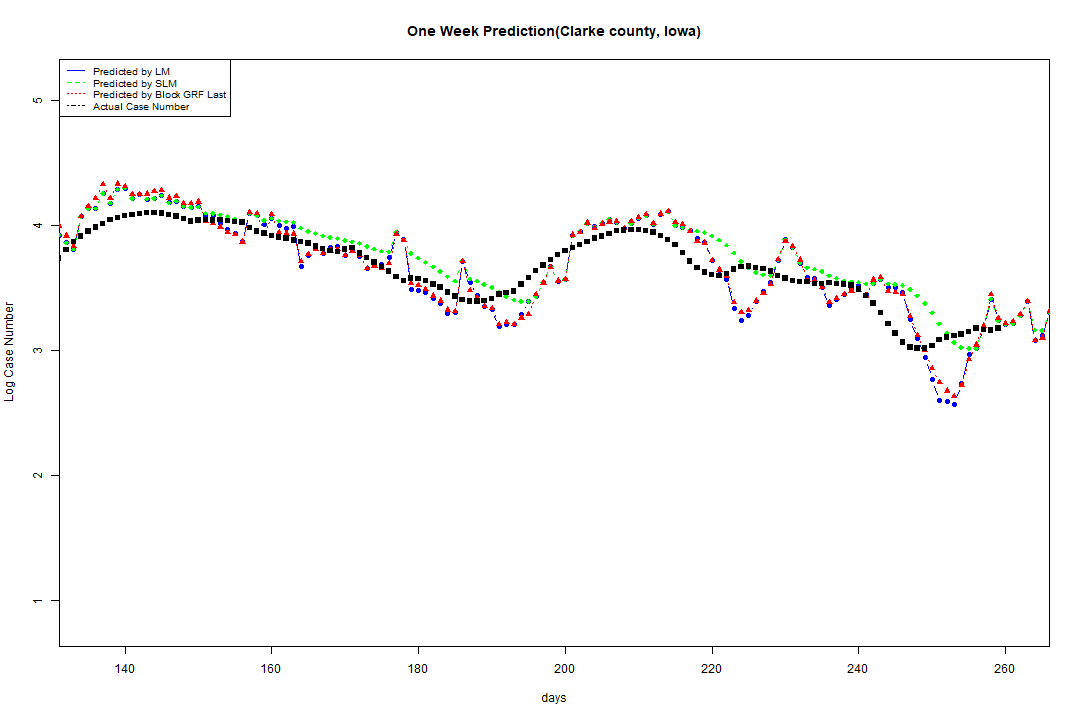 One Week Prediction(Clarke county, Iowa)
Predicted by LM
Predicted by SLM
Predicted by Block GRF Last
Actual Case Number
5
4
3
2
1
Log Case Number
140 160 180 200 220 240 260
days